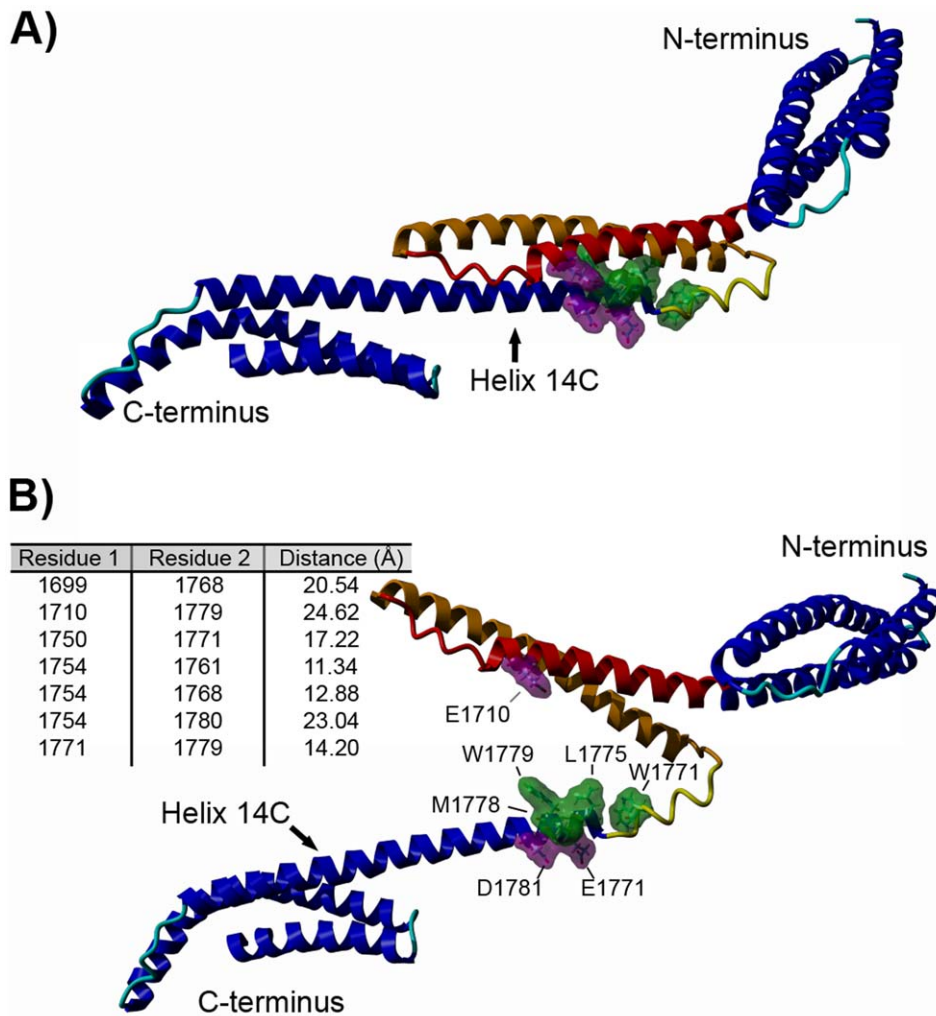 A)
N-terminus
Helix 14C
C-terminus
B)
Residue 1 Residue 2 Distance (Å)
1699 1768 20.54
1710 1779 24.62
1750 1771 17.22
1754 1761 11.34
1754 1768 12.88
1754 1780 23.04
1771 1779 14.20
N-terminus
E1710
W1779 L1775 W1771
M1778
Helix 14C
D1781 E1771
C-terminus